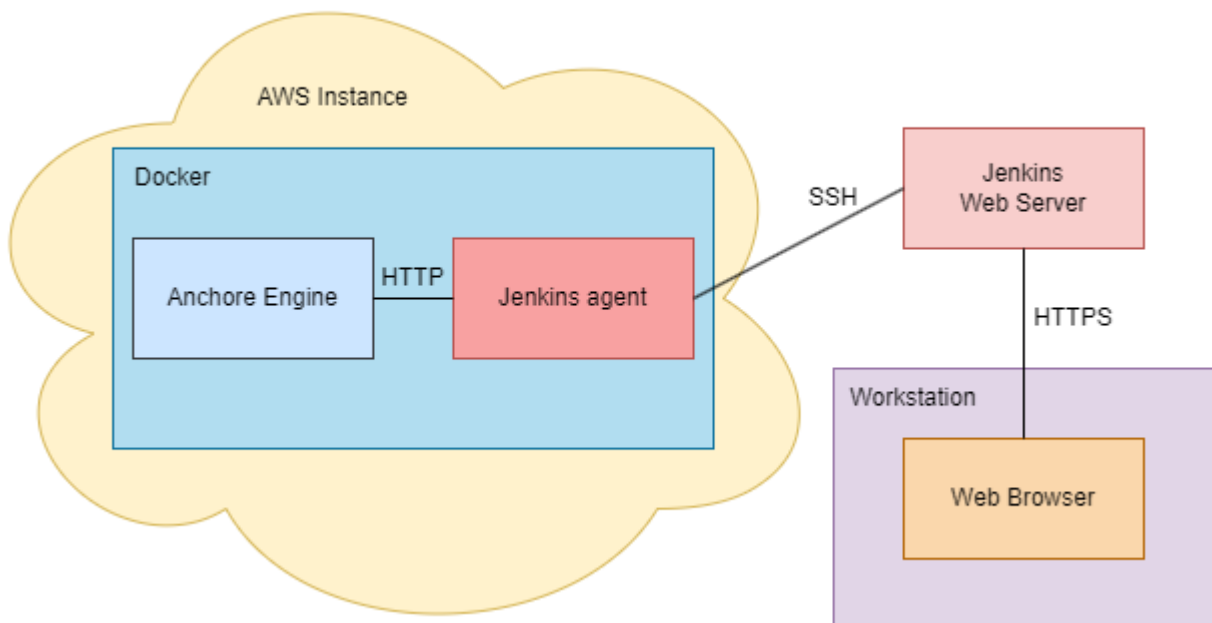 AWS Instance
Docker
Anchore Engine
HTTP
Jenkins agent
SSH
Jenkins
Web Server
HTTPS
Workstation
Web Browser